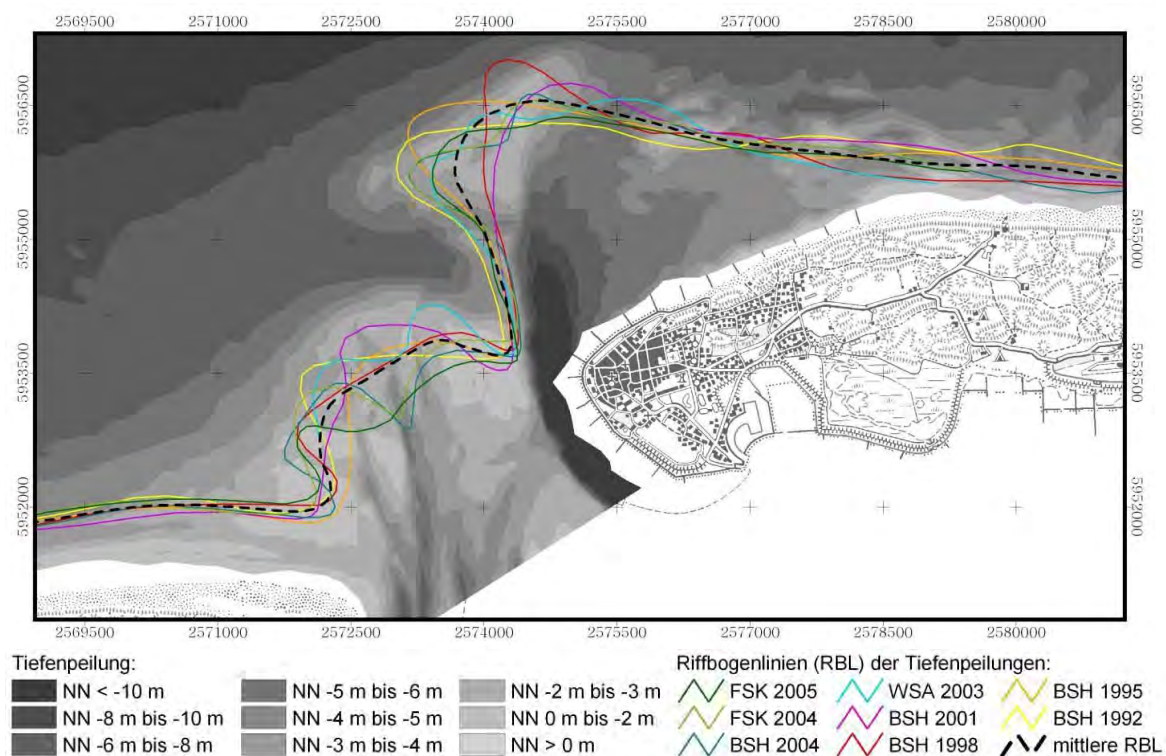 2569500 2571000 2572500 2574000 2575500 2577000 2578500 2580000
5956500 5956500
5955000 5955000
5953500 5953500
5952000 5952000
2569500 2571000 2572500 2574000 2575500 2577000 2578500 2580000
Tiefenpeilung: Riffbogenlinien (RBL) der Tiefenpeilungen:
NN < -10 m NN -5 m bis -6 m NN -2 m bis -3 m FSK 2005 WSA 2003 BSH 1995
NN -8 m bis -10 m NN -4 m bis -5 m NN 0 m bis -2 m FSK 2004 BSH 2001 BSH 1992
NN -6 m bis -8 m NN -3 m bis -4 m NN > 0 m BSH 2004 BSH 1998 mittlere RBL